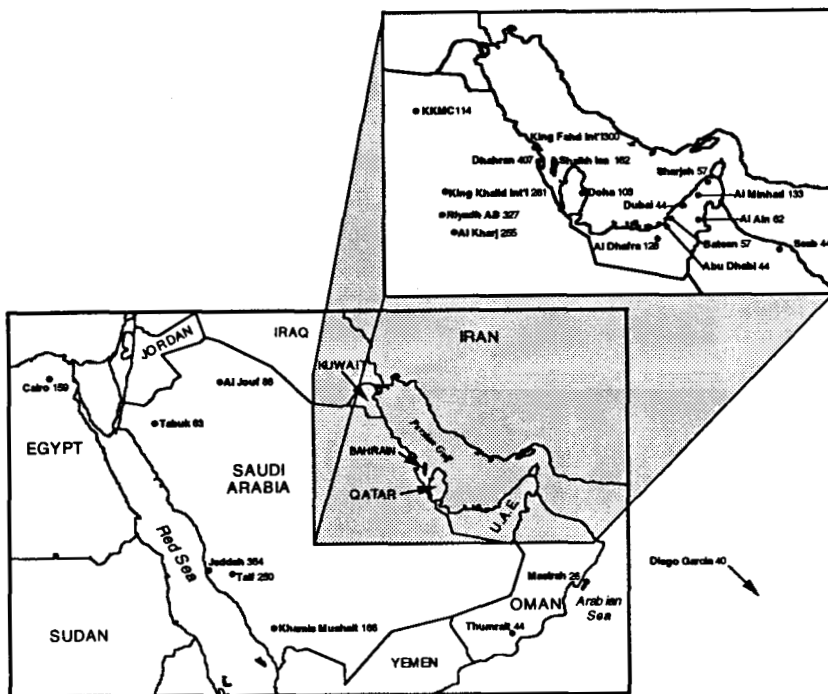 KKMC 114
King Fahd Int'l 300
Dhahran 407
Shaikh Isa 162
Sharjah 57
King Khalid Int'l 261
Doha 103
Al Minhad 133
Dubai 44
Riyadh AB 327
Al Ain 62
Al Kharj 255
Al Dhafra 128
Bateen 57
Seeb 44
Abu Dhabi 44
JORDAN
IRAQ
IRAN
KUWAIT
Cairo 159
Al Jouf 86
Tabuk 63
EGYPT
Persian Gulf
BAHRAIN
SAUDI
ARABIA
QATAR
U.A.E
Red Sea
Jeddah 364
Taif 250
Masirah 26
Diego Garcia 40
OMAN
Arabian
Sea
Khamis Mushait 166
Thumrait 44
SUDAN
YEMEN